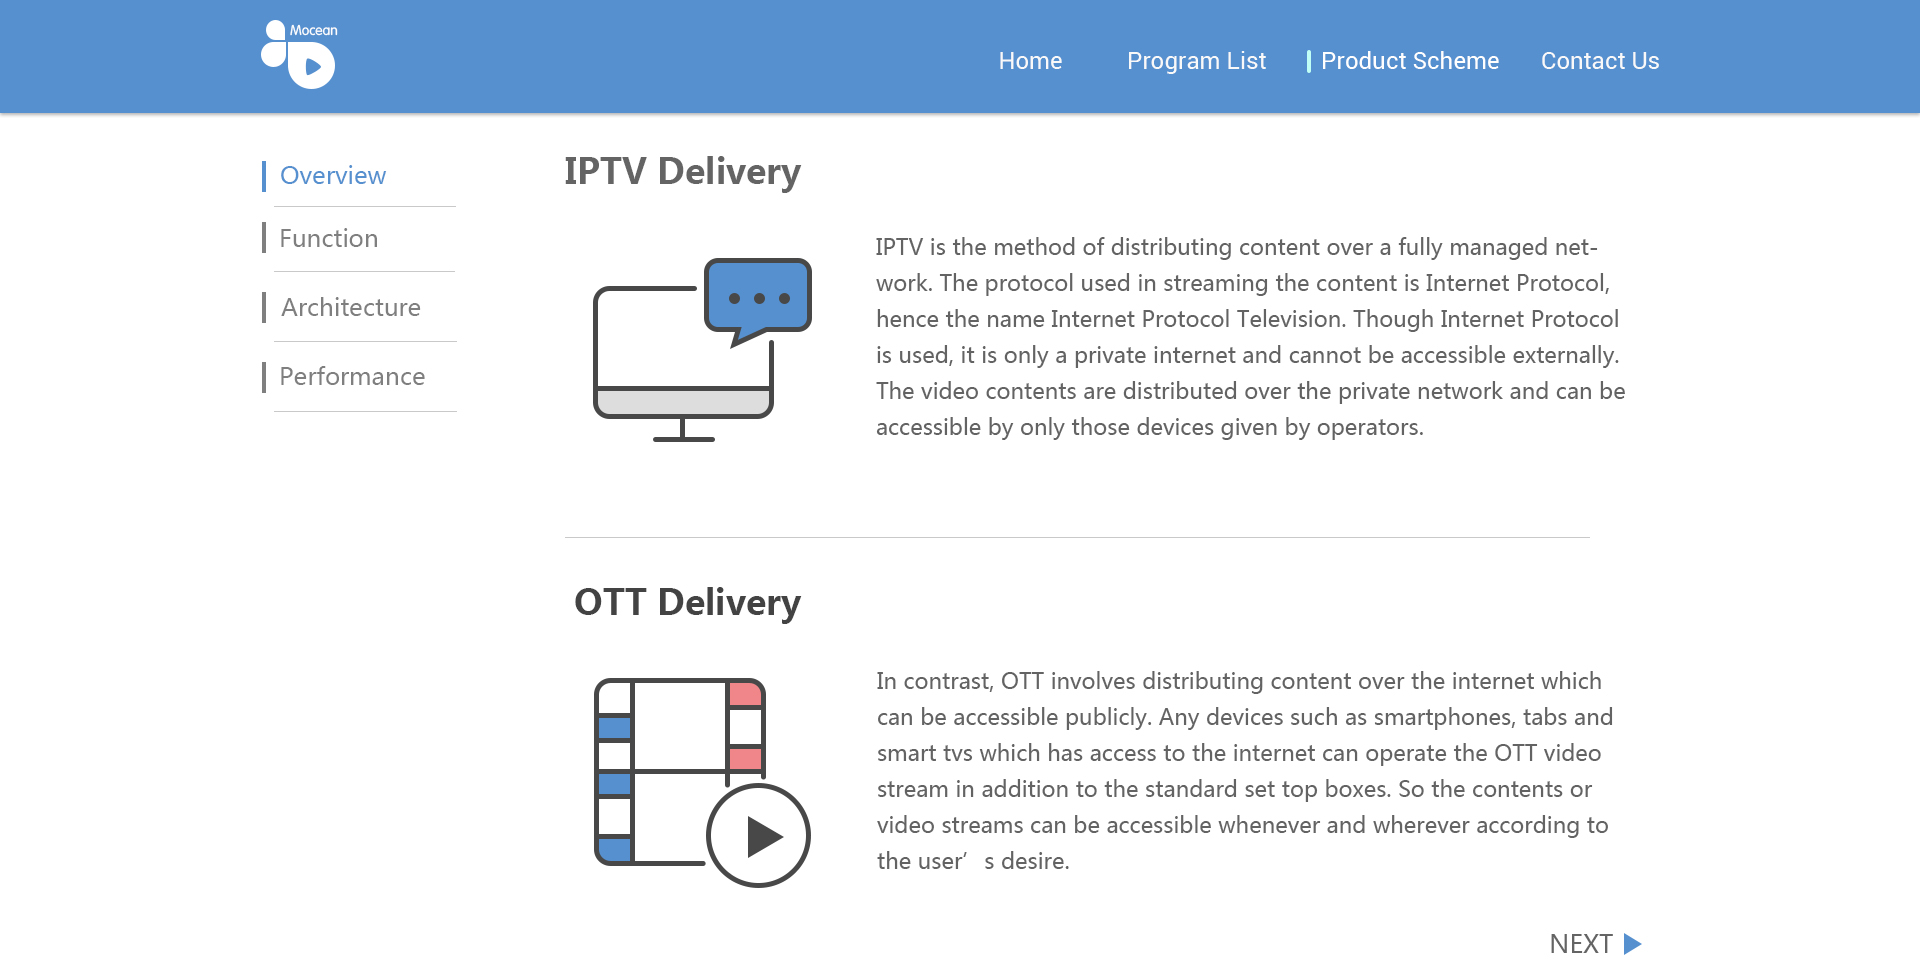 Mocean
Home
Program List
Product Scheme
Contact Us
Overview
Function
Architecture
Performance
IPTV Delivery
IPTV is the method of distributing content over a fully managed net-
work. The protocol used in streaming the content is Internet Protocol,
hence the name Internet Protocol Television. Though Internet Protocol
is used, it is only a private internet and cannot be accessible externally.
The video contents are distributed over the private network and can be
accessible by only those devices given by operators.
OTT Delivery
In contrast, OTT involves distributing content over the internet which
can be accessible publicly. Any devices such as smartphones, tabs and
smart tvs which has access to the internet can operate the OTT video
stream in addition to the standard set top boxes. So the contents or
video streams can be accessible whenever and wherever according to
the user’ s desire.
NEXT